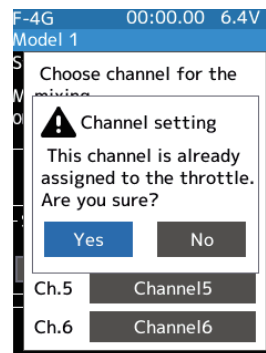 F-4G 00:00.00 6.4V
Model 1
Choose channel for the
mixing
Channel setting
This channel is already
assigned to the throttle.
Are you sure?
Yes No
Ch.5 Channel5
Ch.6 Channel6